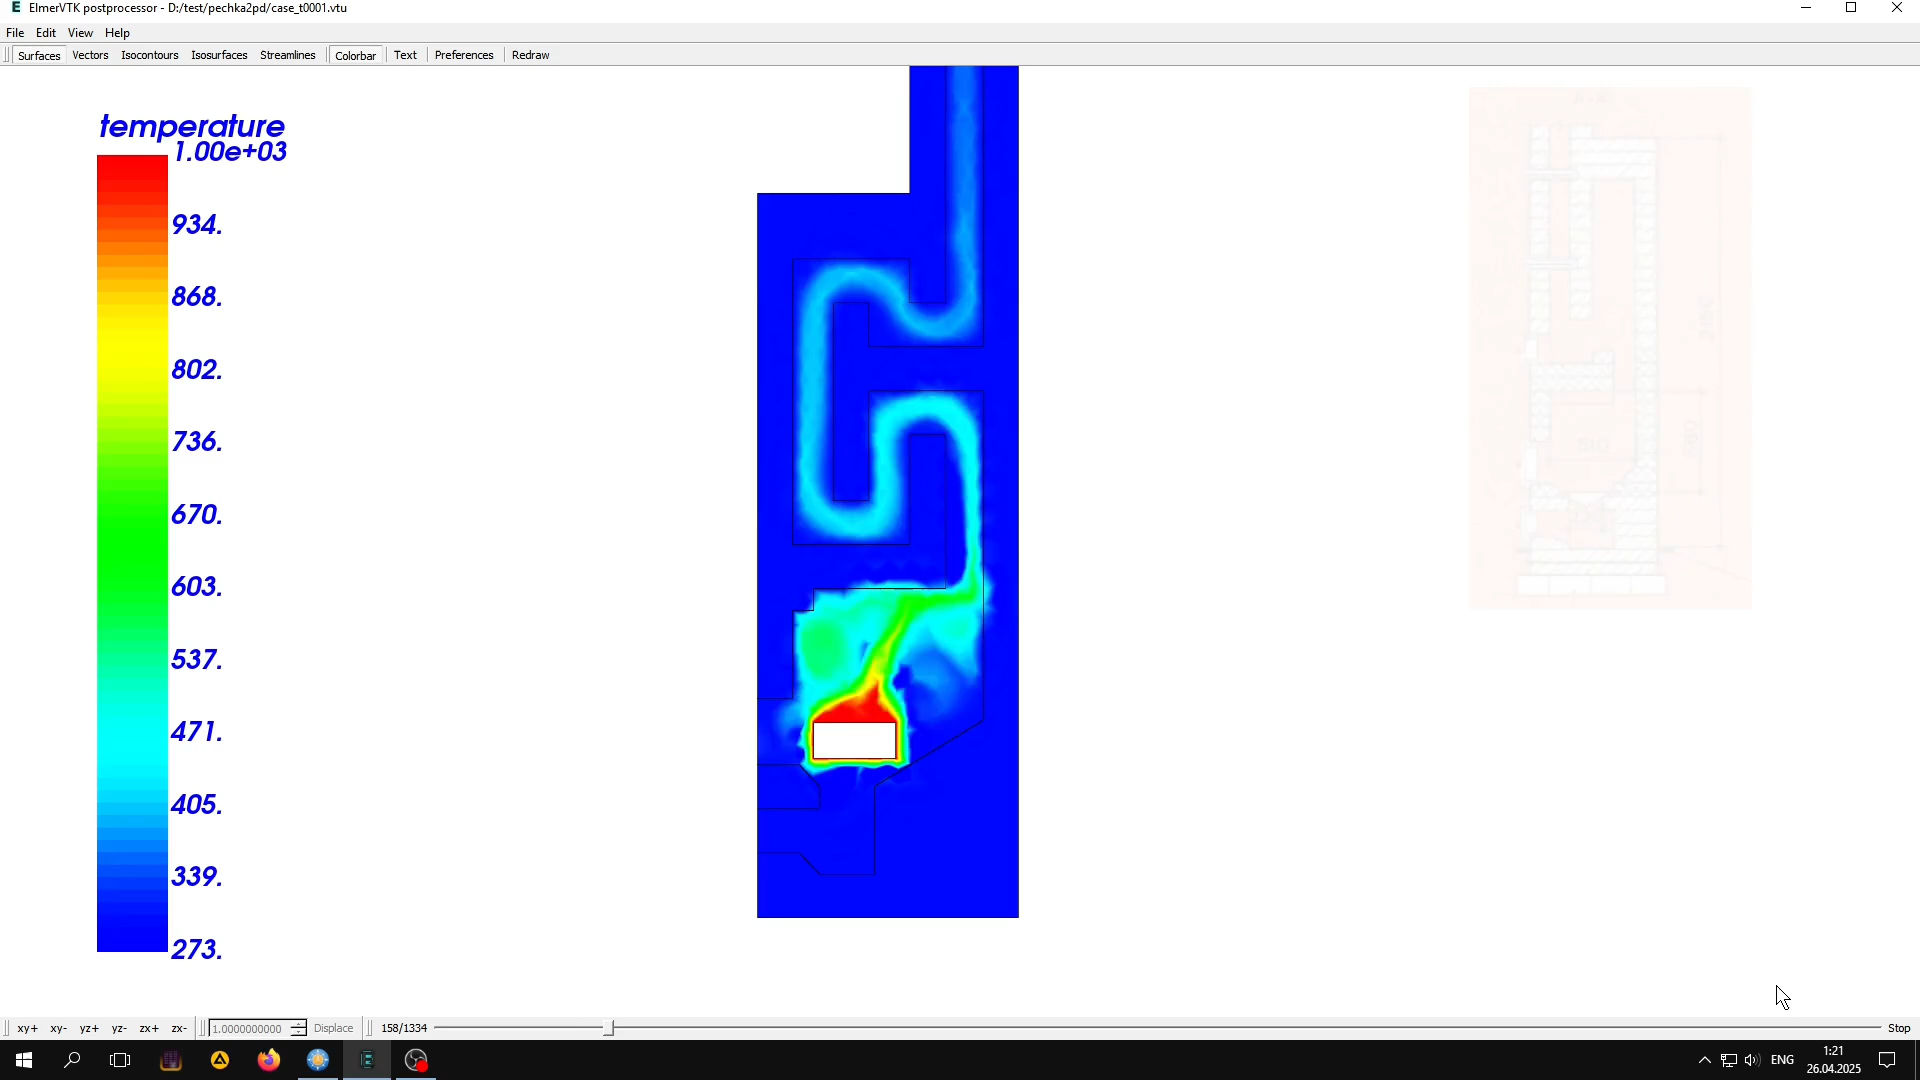 ElmerVTK postprocessor - D:/test/pechka2pd/case_t0001.vtu
File Edit View Help
Surfaces Vectors Isocontours Isosurfaces Streamlines Colorbar Text Preferences Redraw
temperature
1.00e+03
934.
868.
802.
736.
670.
603.
537.
471.
405.
339.
273.
xy+ xy- yz+ yz- zx+ zx- 1.0000000000 Displace 158/1334 Stop
ENG
1:21
26.04.2025